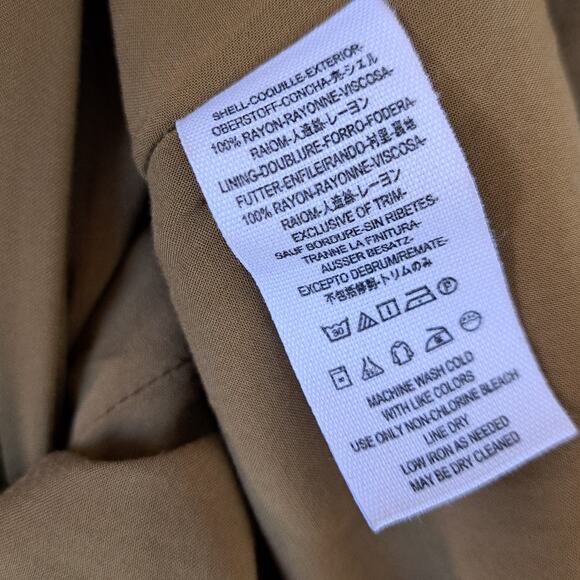 SHELL-COQUILLE-EXTERIOR-
OBERSTOFF-CONCHA-売-シェル
100% RAYON-RAYONNE-VISCOSA-
RAIOM-人造絲-レーヨン
LINING-DOUBLURE-FORRO-FODERA-
FUTTER-ENFILE/RANDO-衬里-裏地
100% RAYON-RAYONNE-VISCOSA-
RAIOM-人造絲-レーヨン
EXCLUSIVE OF TRIM-
SAUF BORDURE-SIN RIBETES-
TRANNE LA FINITURA-
AUSSER BESATZ-
EXCEPTO DEBRUM/REMATE-
不包括修剪-トリムのみ
30
P
MACHINE WASH COLD
WITH LIKE COLORS
USE ONLY NON-CHLORINE BLEACH
LINE DRY
LOW IRON AS NEEDED
MAY BE DRY CLEANED